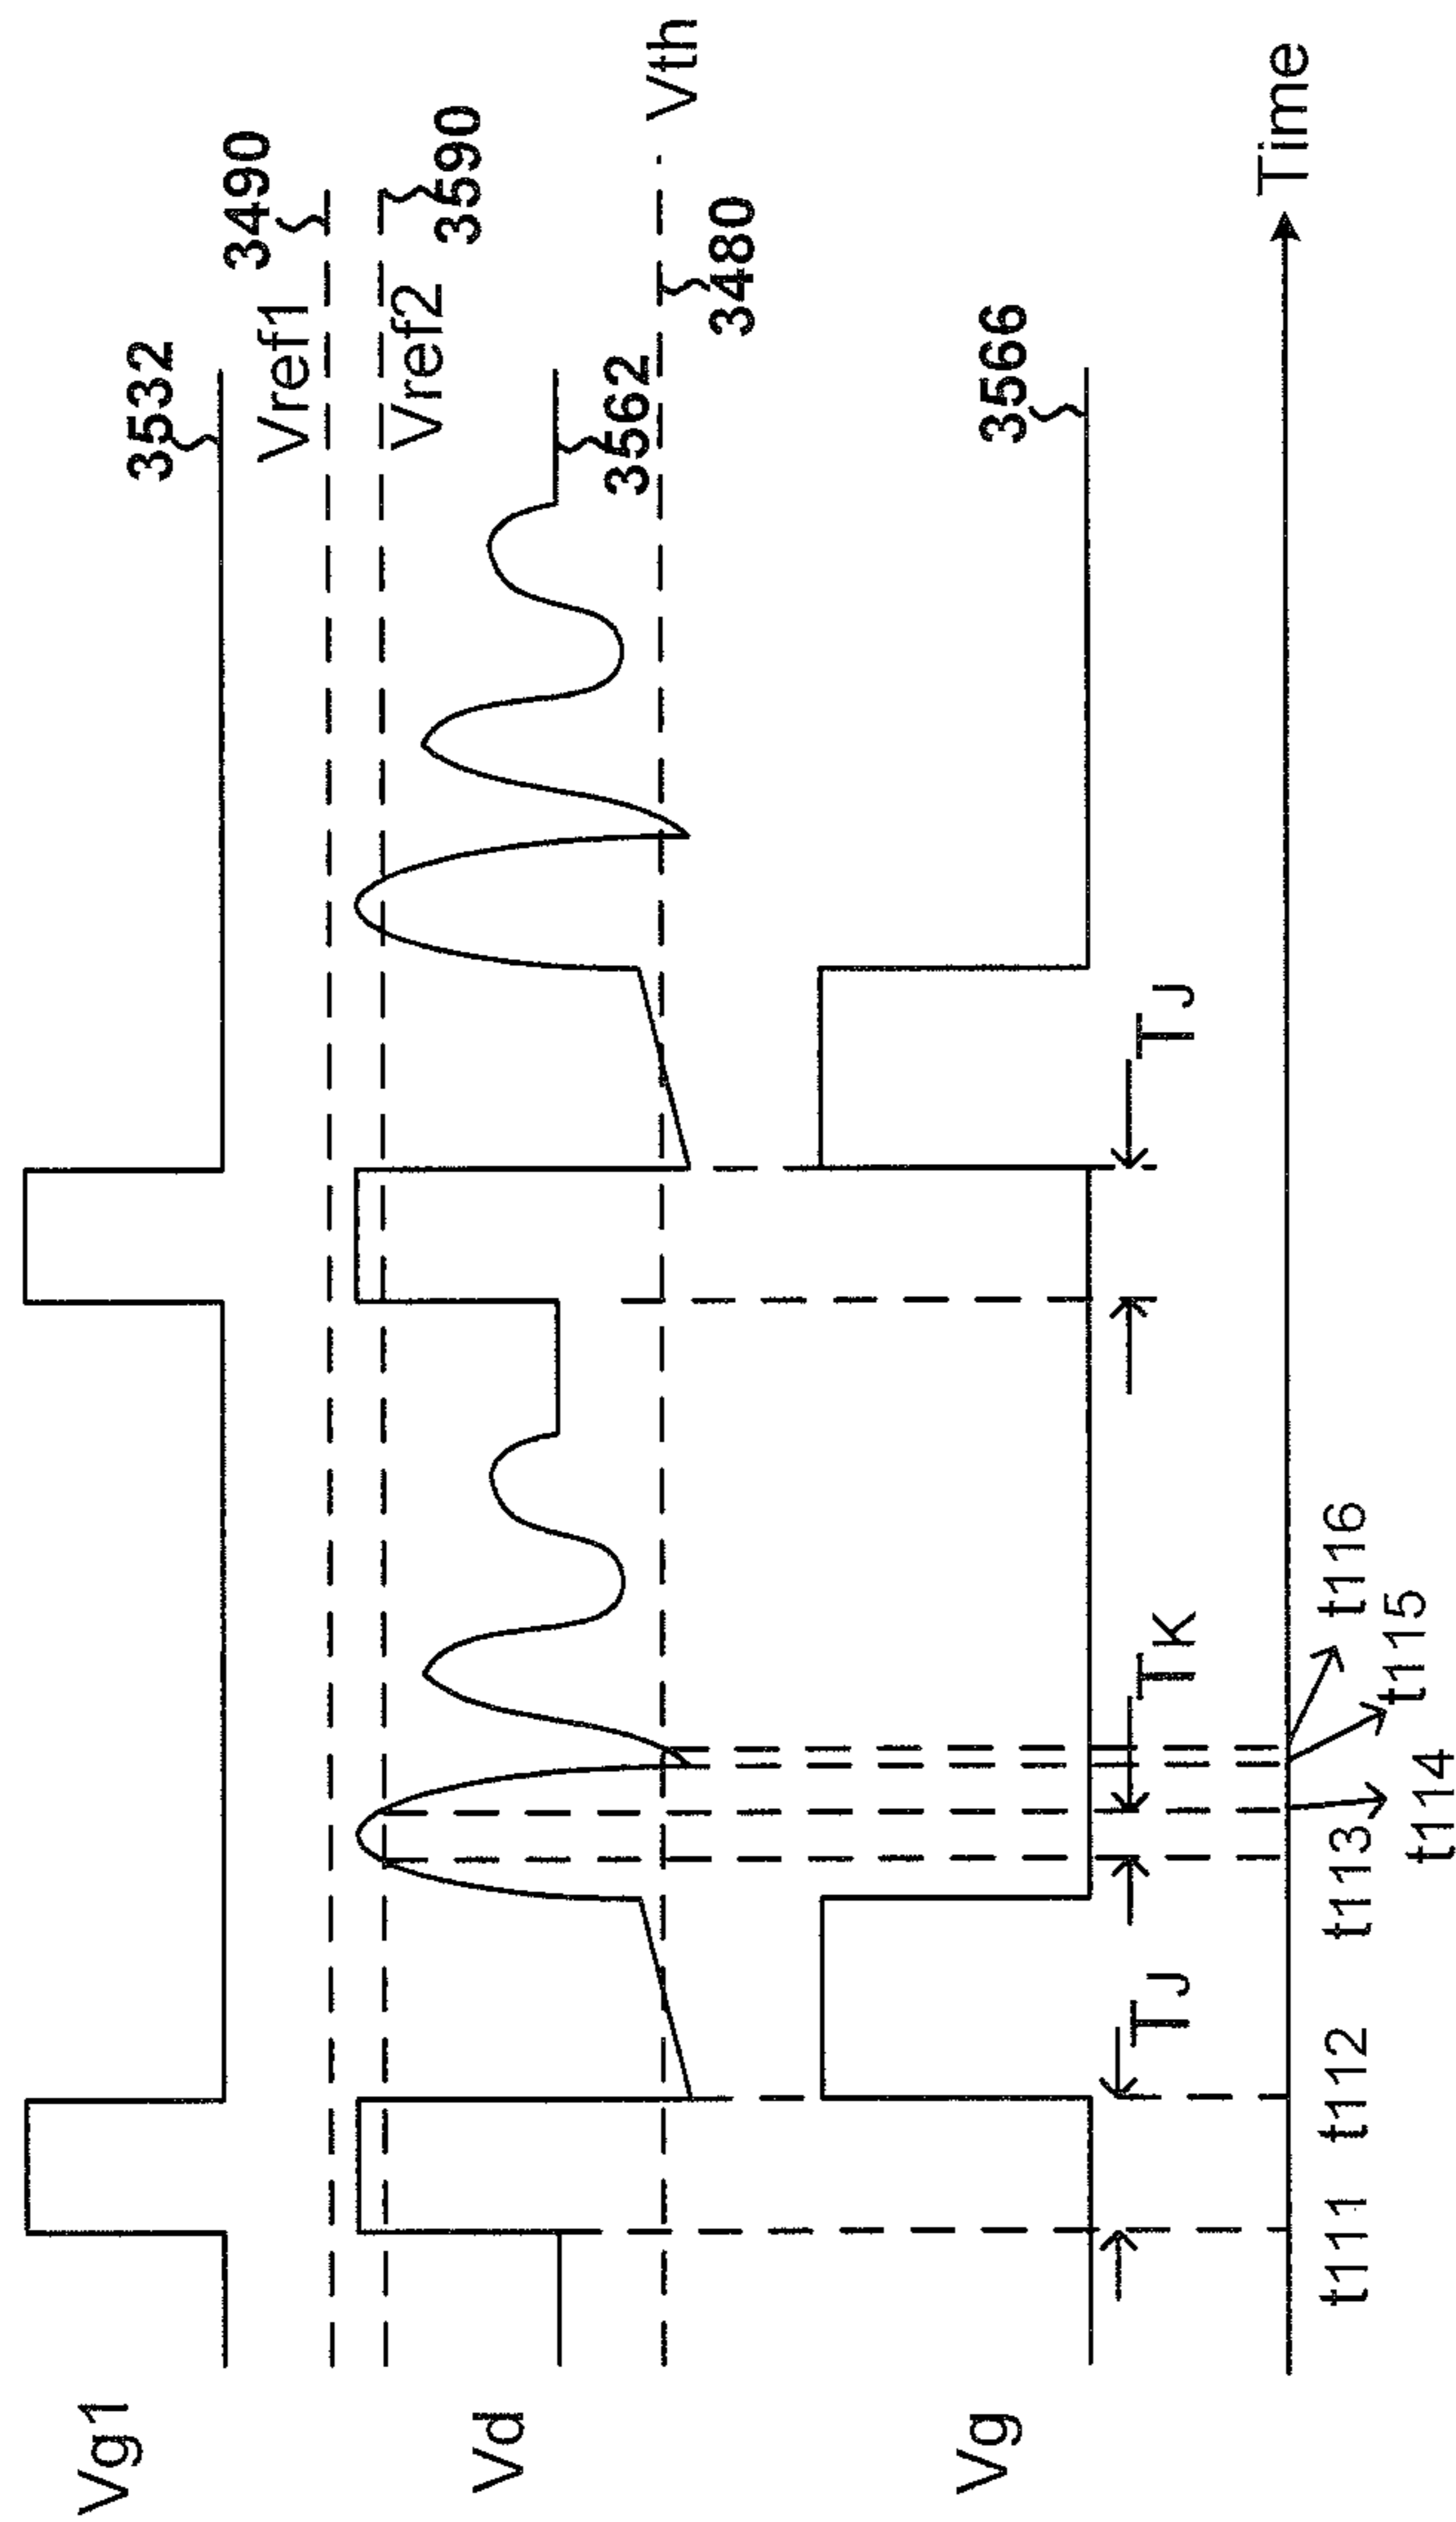 Vg1
3532
3490
Vref1
Vref2
3590
Vd
3562
Vth
3480
Vg
3566
TJ
TK
TJ
Time
t111
t112
t113
t114
t115
t116